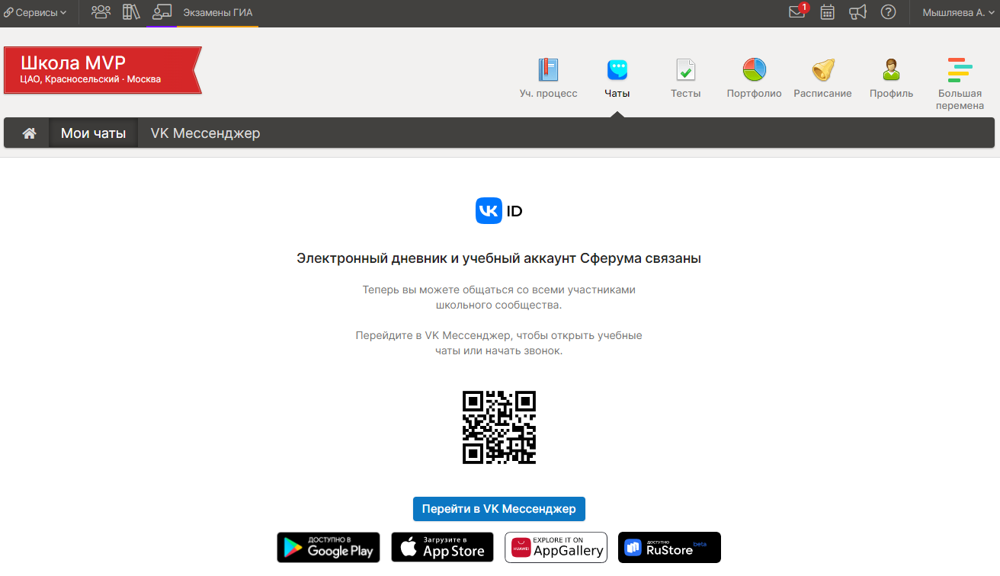 Сервисы
Экзамены ГИА
1
?
Мышляева А.
Школа MVP
ЦАО, Красносельский · Москва
Уч. процесс
Чаты
Тесты
Портфолио
Расписание
Профиль
Большая
перемена
Мои чаты
VK Мессенджер
VK ID
Электронный дневник и учебный аккаунт Сферума связаны
Теперь вы можете общаться со всеми участниками
школьного сообщества.
Перейдите в VK Мессенджер, чтобы открыть учебные
чаты или начать звонок.
Перейти в VK Мессенджер
ДОСТУПНО В
Google Play
Загрузите в
App Store
HUAWEI
EXPLORE IT ON
AppGallery
ДОСТУПНО
RuStore beta